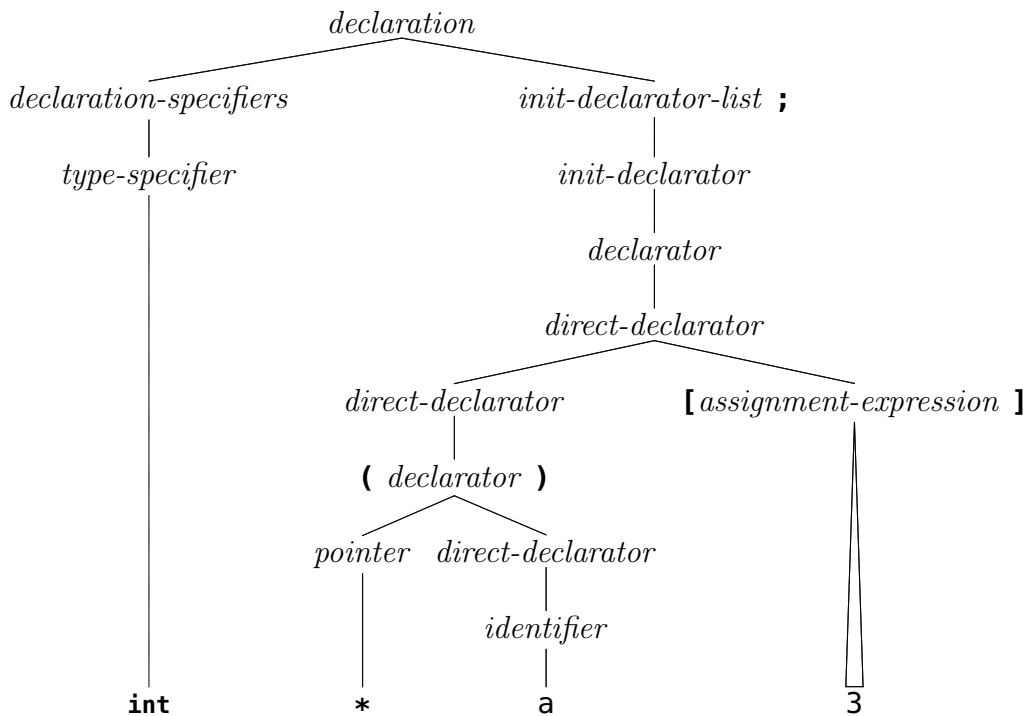 declaration
declaration-specifiers init-declarator-list ;
type-specifier init-declarator
declarator
direct-declarator
direct-declarator [ assignment-expression ]
( declarator )
pointer direct-declarator
identifier
int * a 3